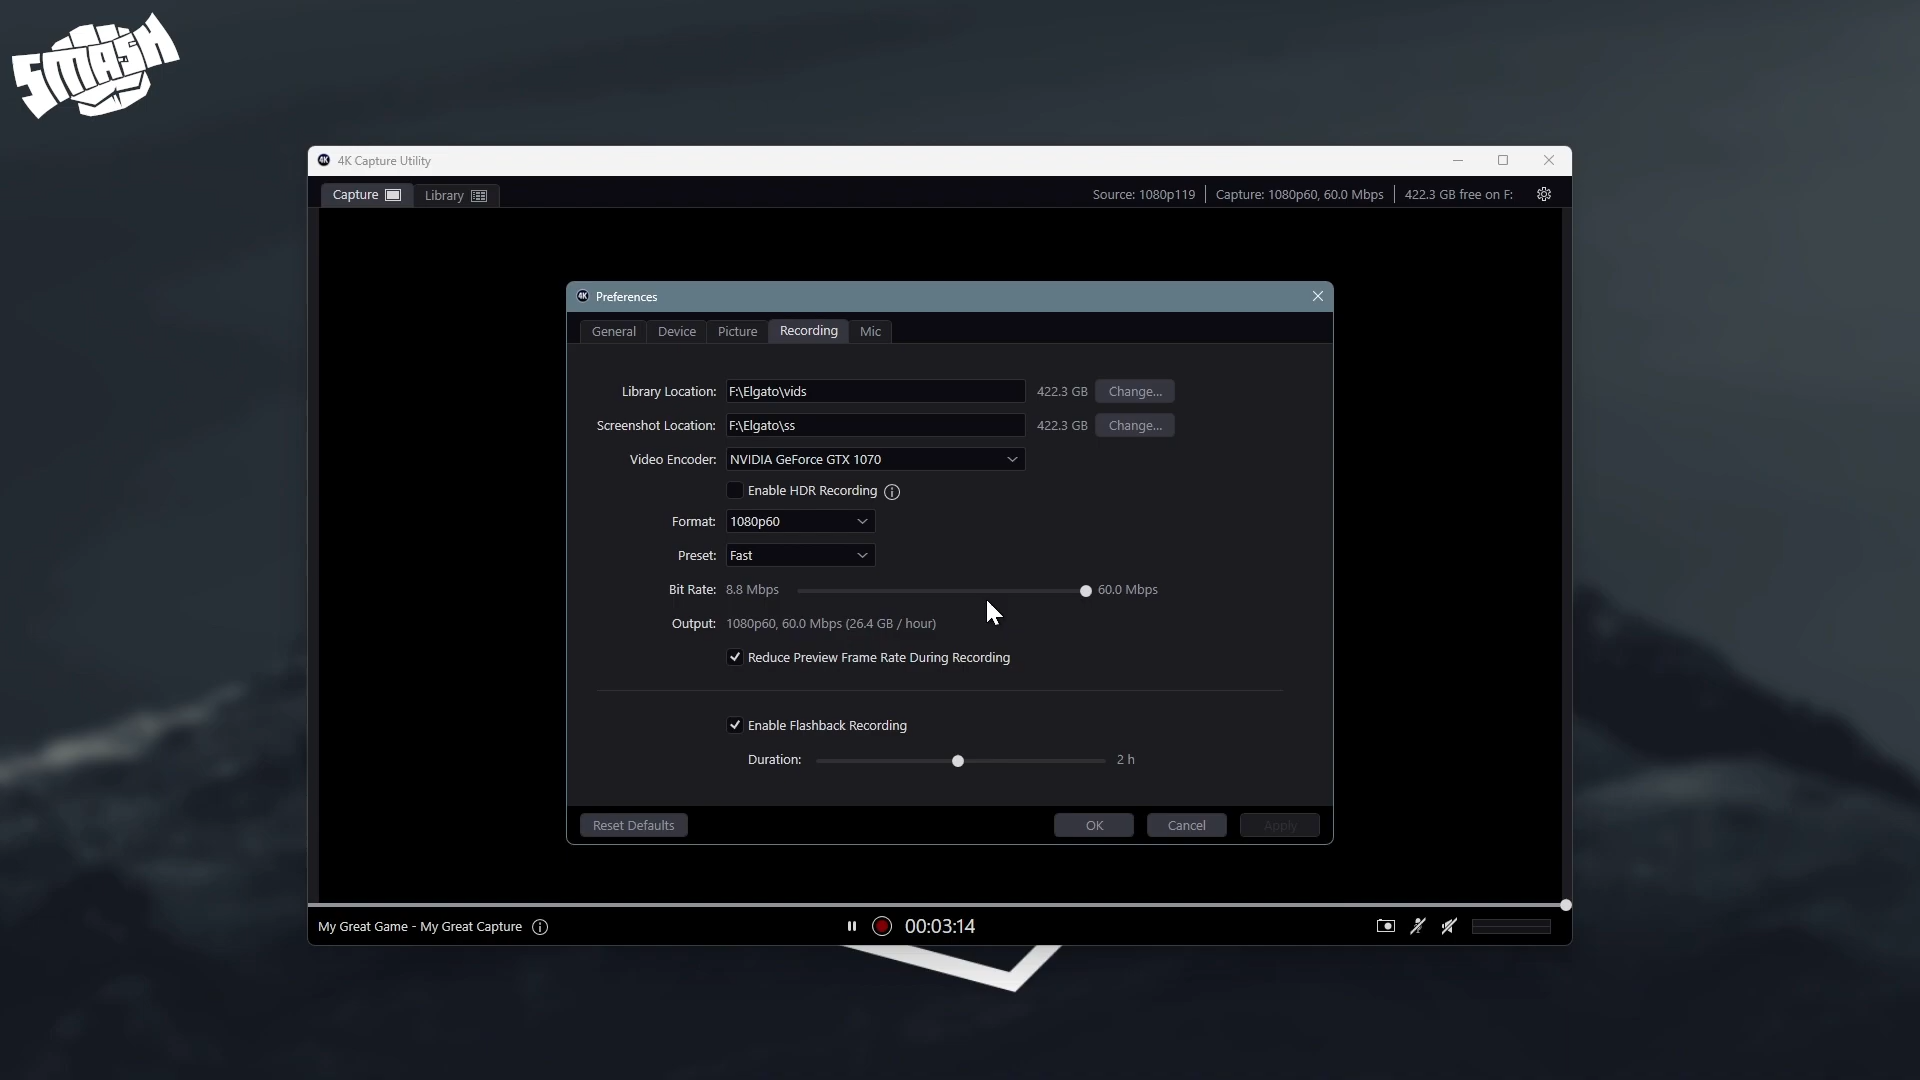 SMASH
4K Capture Utility
Capture Library Source: 1080p119 Capture: 1080p60, 60.0 Mbps 422.3 GB free on F:
4K Preferences
General Device Picture Recording Mic
Library Location: F:\Elgato\vids 422.3 GB Change...
Screenshot Location: F:\Elgato\ss 422.3 GB Change...
Video Encoder: NVIDIA GeForce GTX 1070
Enable HDR Recording
Format: 1080p60
Preset: Fast
Bit Rate: 8.8 Mbps 60.0 Mbps
Output: 1080p60, 60.0 Mbps (26.4 GB / hour)
Reduce Preview Frame Rate During Recording
Enable Flashback Recording
Duration: 2 h
Reset Defaults OK Cancel Apply
My Great Game - My Great Capture 00:03:14